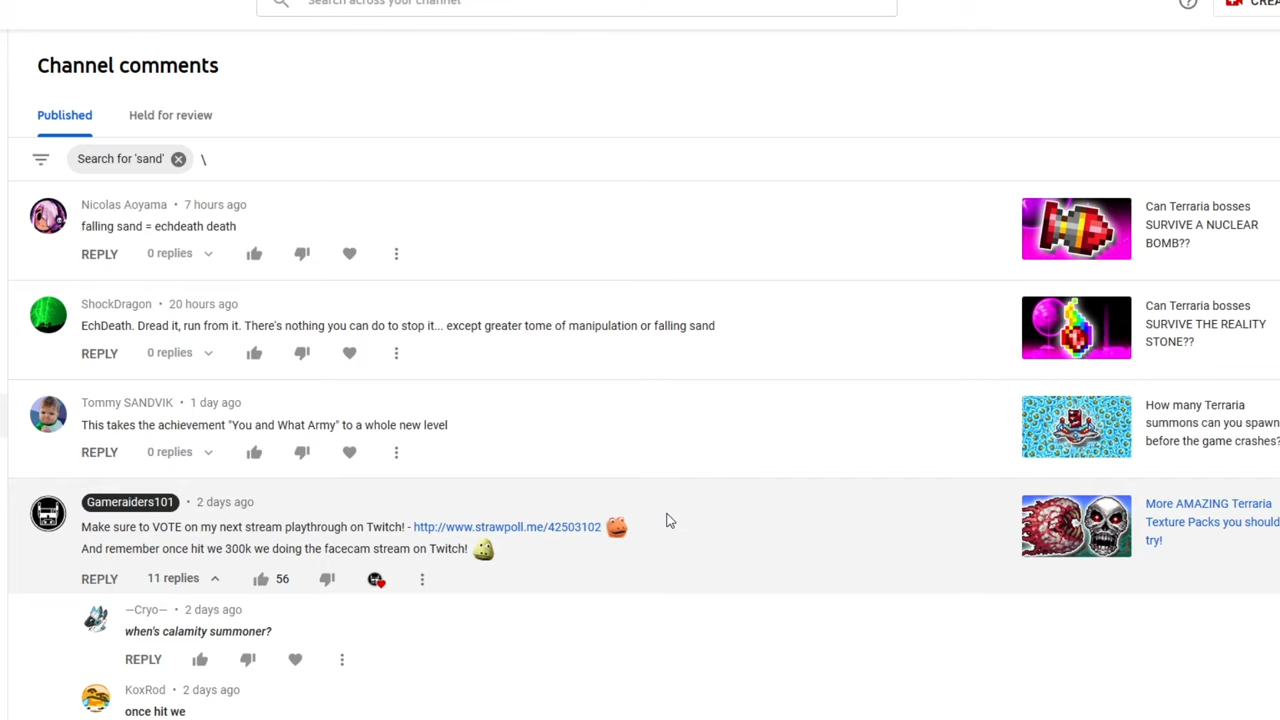 Search across your channel
CREA
Channel comments
Published
Held for review
Search for 'sand'
\
Nicolas Aoyama • 7 hours ago
falling sand = echdeath death
REPLY
0 replies
Can Terraria bosses
SURVIVE A NUCLEAR
BOMB??
ShockDragon • 20 hours ago
EchDeath. Dread it, run from it. There's nothing you can do to stop it... except greater tome of manipulation or falling sand
REPLY
0 replies
Can Terraria bosses
SURVIVE THE REALITY
STONE??
Tommy SANDVIK • 1 day ago
This takes the achievement "You and What Army" to a whole new level
REPLY
0 replies
How many Terraria
summons can you spawn
before the game crashes?
Gameraiders101 • 2 days ago
Make sure to VOTE on my next stream playthrough on Twitch! - http://www.strawpoll.me/42503102
And remember once hit we 300k we doing the facecam stream on Twitch!
REPLY
11 replies
56
More AMAZING Terraria
Texture Packs you should
try!
—Cryo— • 2 days ago
when's calamity summoner?
REPLY
KoxRod • 2 days ago
once hit we